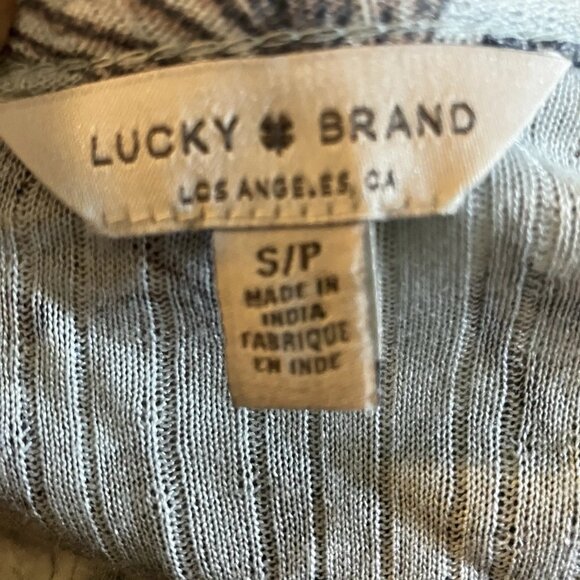 LUCKY BRAND
LOS ANGELES, CA
S/P
MADE IN
INDIA
FABRIQUE
EN INDE